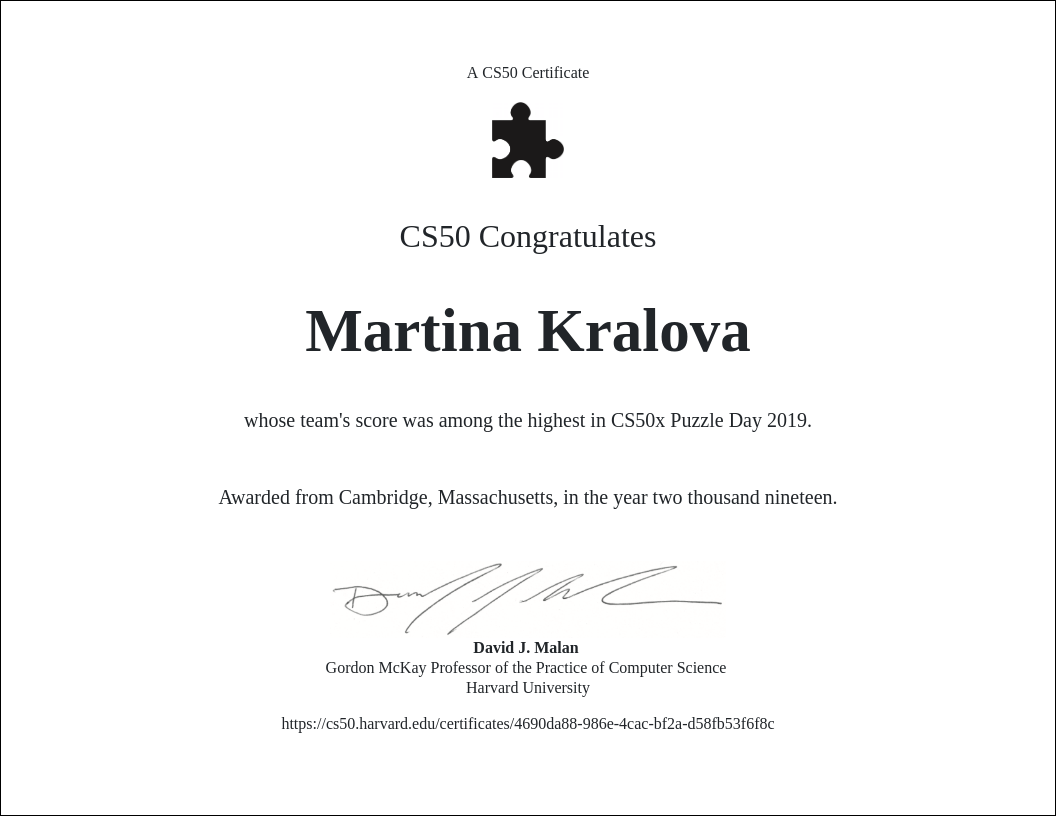 A CS50 Certificate
CS50 Congratulates
Martina Kralova
whose team's score was among the highest in CS50x Puzzle Day 2019.
Awarded from Cambridge, Massachusetts, in the year two thousand nineteen.
David J. Malan
Gordon McKay Professor of the Practice of Computer Science
Harvard University
https://cs50.harvard.edu/certificates/4690da88-986e-4cac-bf2a-d58fb53f6f8c